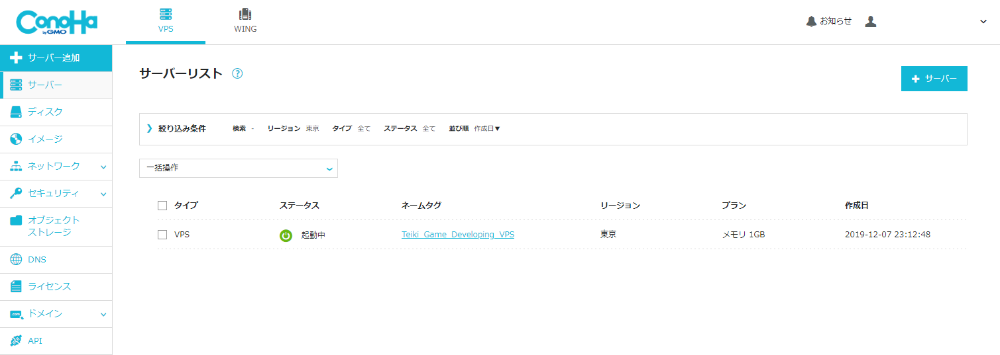 ConoHa
by GMO
VPS
WING
お知らせ
サーバー追加
サーバー
ディスク
イメージ
ネットワーク
セキュリティ
オブジェクト
ストレージ
DNS
ライセンス
.com ドメイン
API
サーバーリスト ?
サーバー
絞り込み条件 検索 - リージョン 東京 タイプ 全て ステータス 全て 並び順 作成日▼
一括操作
タイプ ステータス ネームタグ リージョン プラン 作成日
VPS 起動中 Teiki_Game_Developing_VPS 東京 メモリ 1GB 2019-12-07 23:12:48